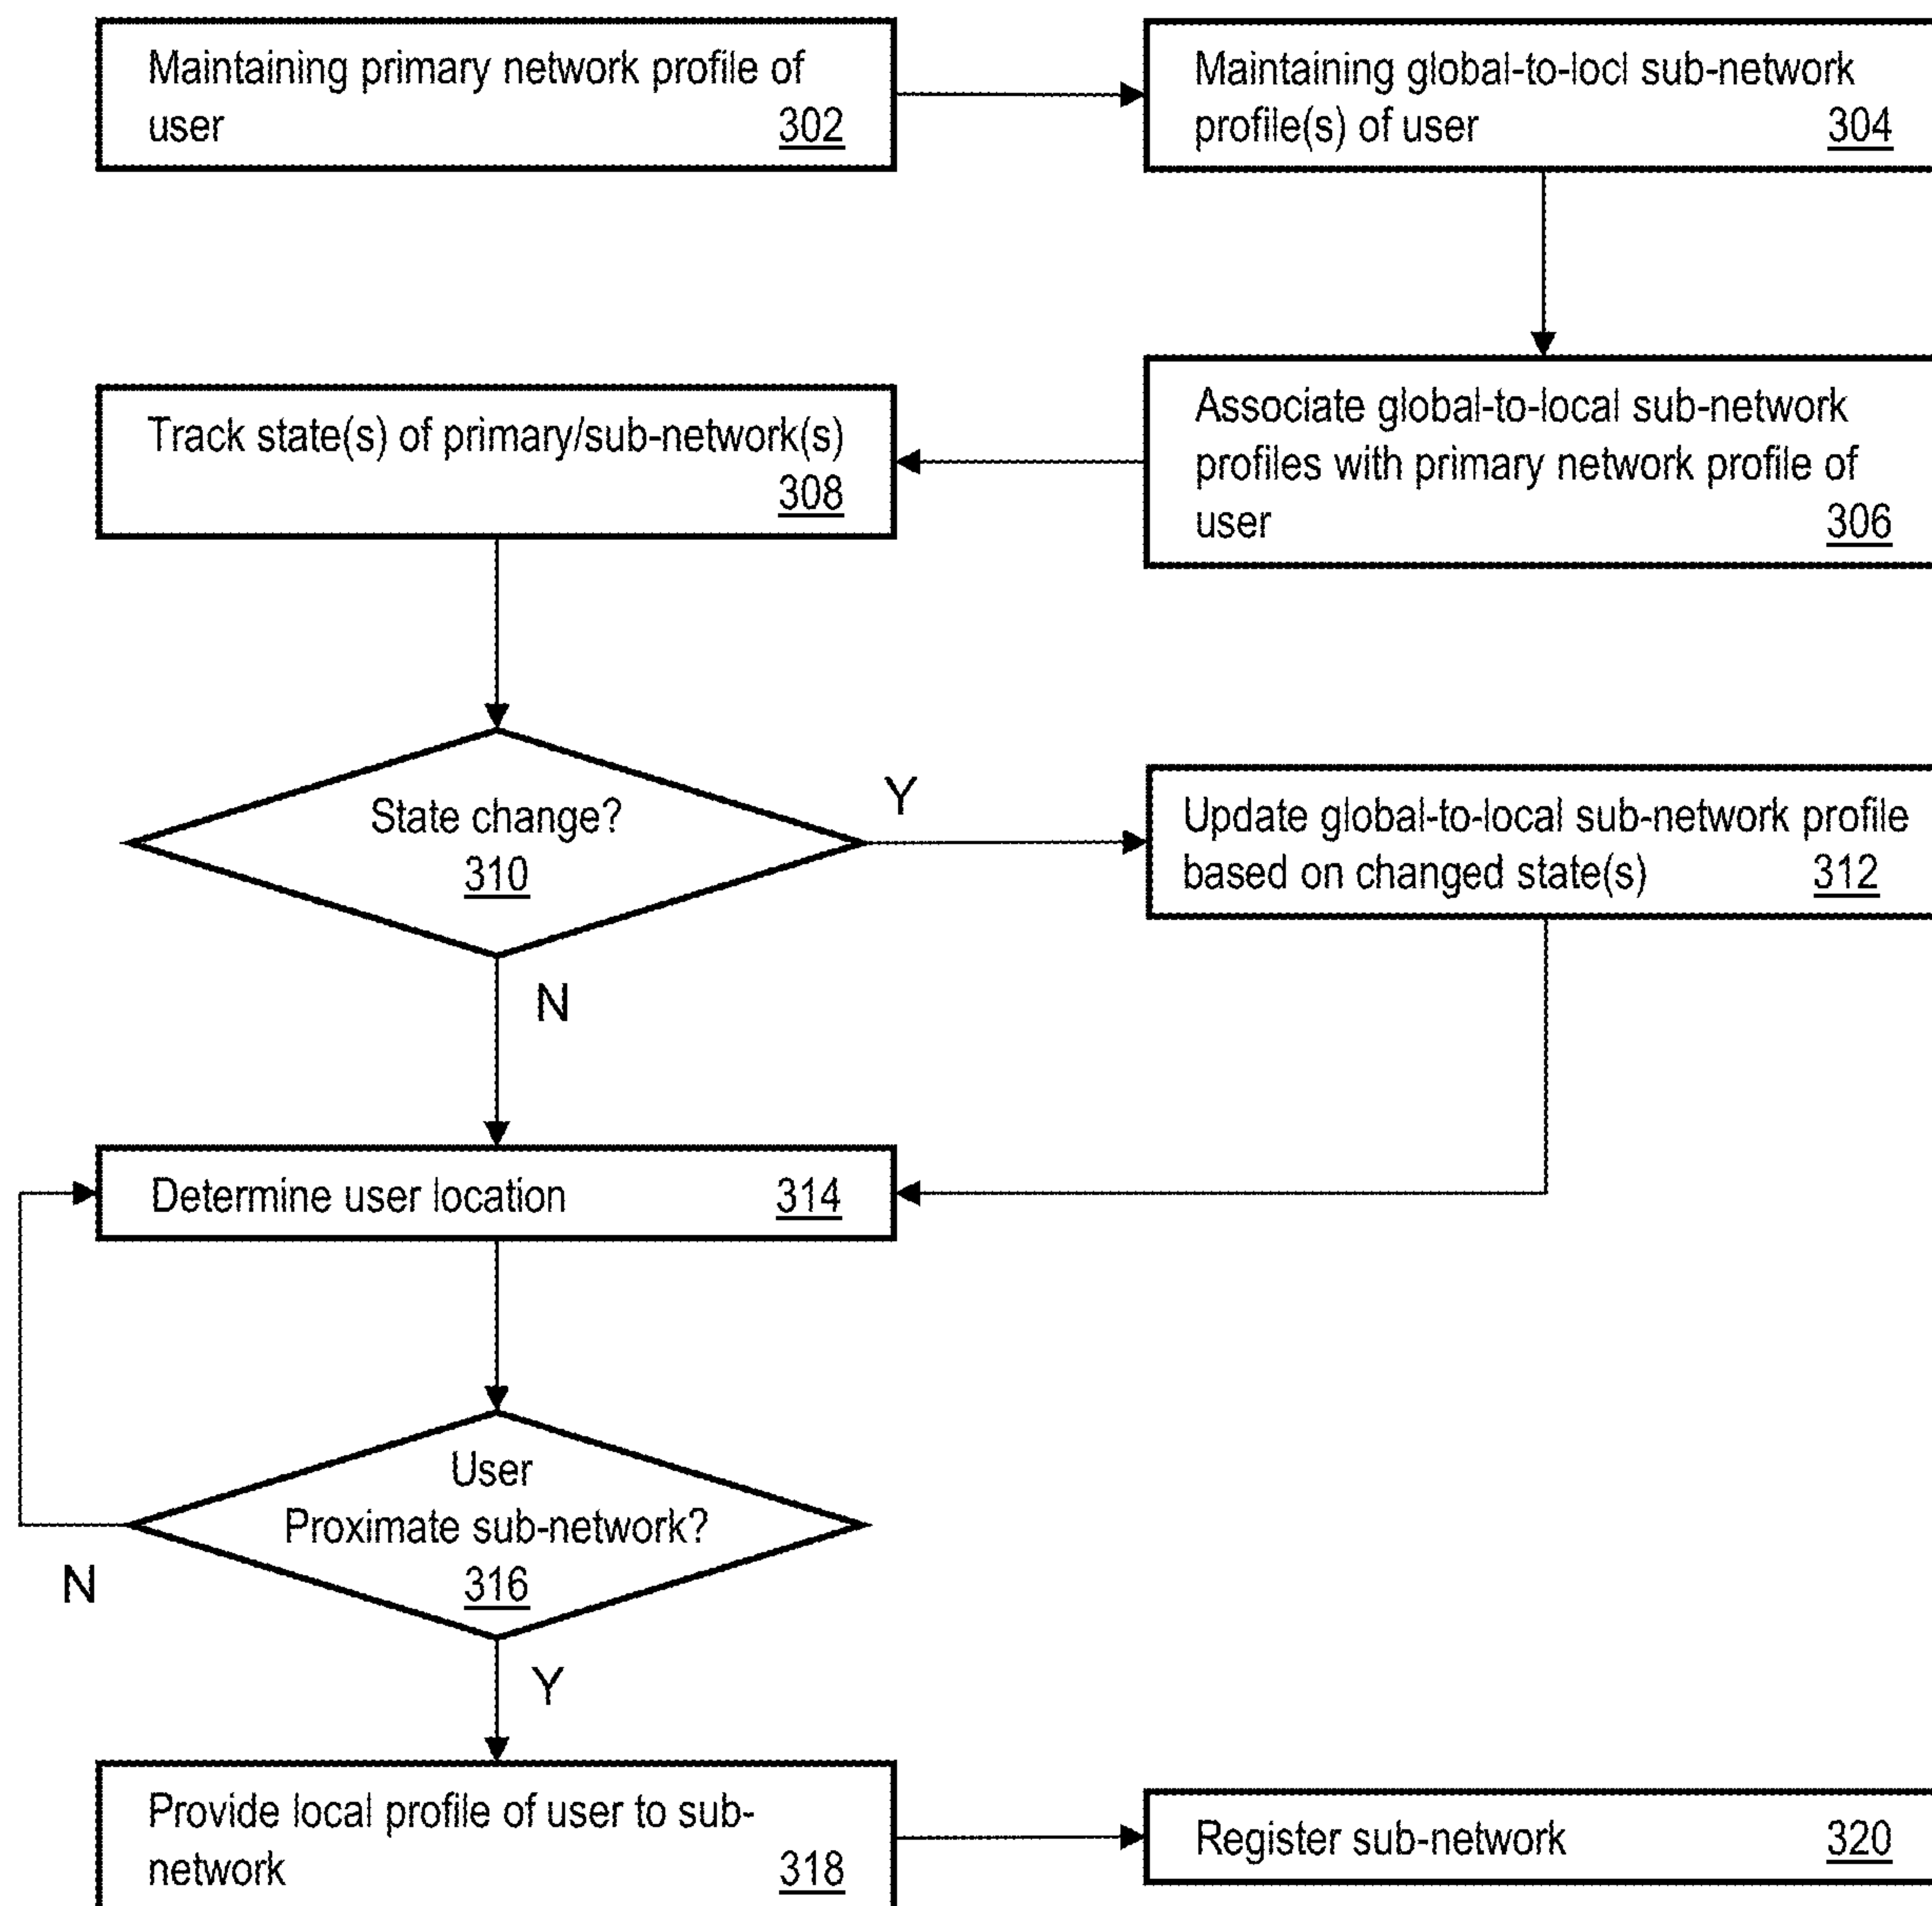 Maintaining primary network profile of
user 302
Maintaining global-to-locl sub-network
profile(s) of user 304
Associate global-to-local sub-network
profiles with primary network profile of
user 306
Track state(s) of primary/sub-network(s)
308
State change?
310
Y
N
Update global-to-local sub-network profile
based on changed state(s) 312
Determine user location 314
User
Proximate sub-network?
316
N
Y
Provide local profile of user to sub-
network 318
Register sub-network 320